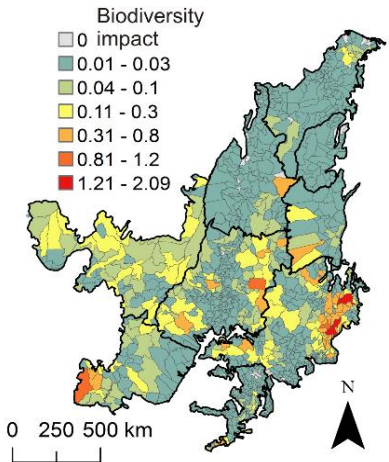 Biodiversity
impact
0
0.01 - 0.03
0.04 - 0.1
0.11 - 0.3
0.31 - 0.8
0.81 - 1.2
1.21 - 2.09
N
0 250 500 km